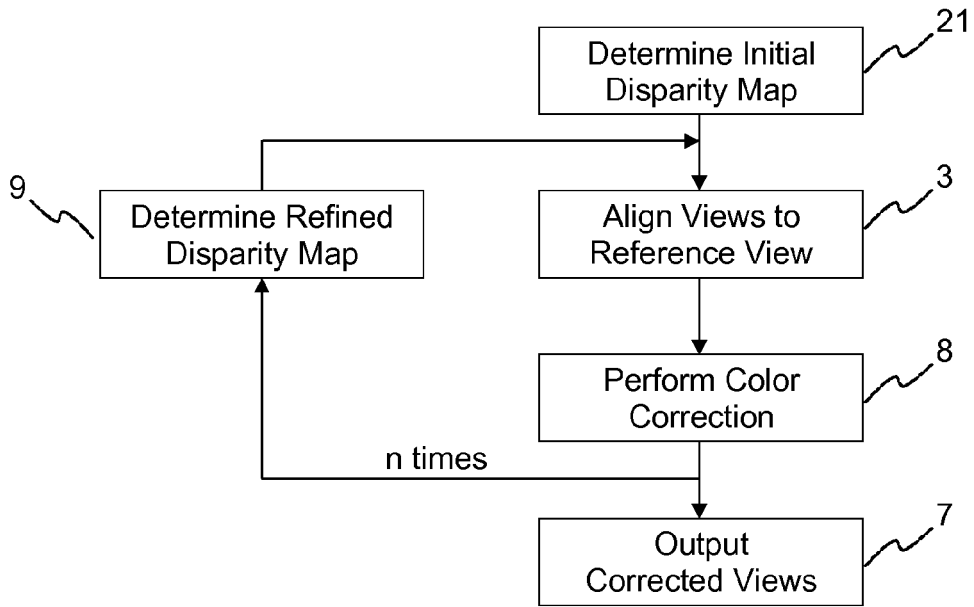 21
Determine Initial
Disparity Map
9
Determine Refined
Disparity Map
3
Align Views to
Reference View
8
Perform Color
Correction
n times
7
Output
Corrected Views